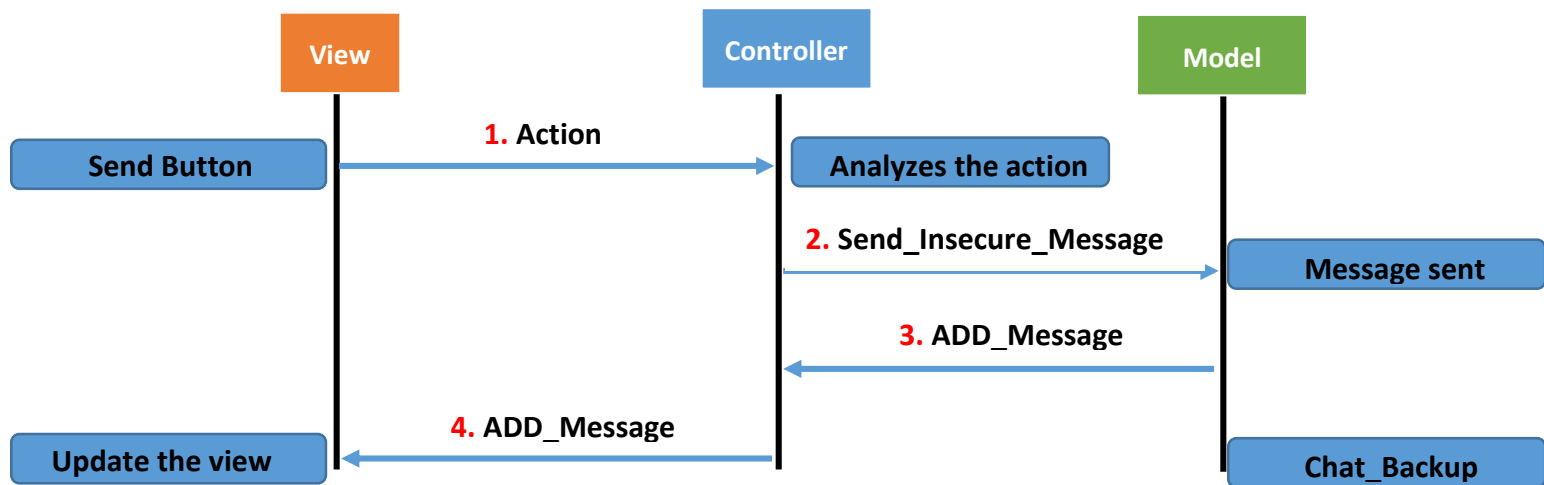 View
Controller
Model
1. Action
Send Button
Analyzes the action
2. Send_Insecure_Message
Message sent
3. ADD_Message
4. ADD_Message
Update the view
Chat_Backup